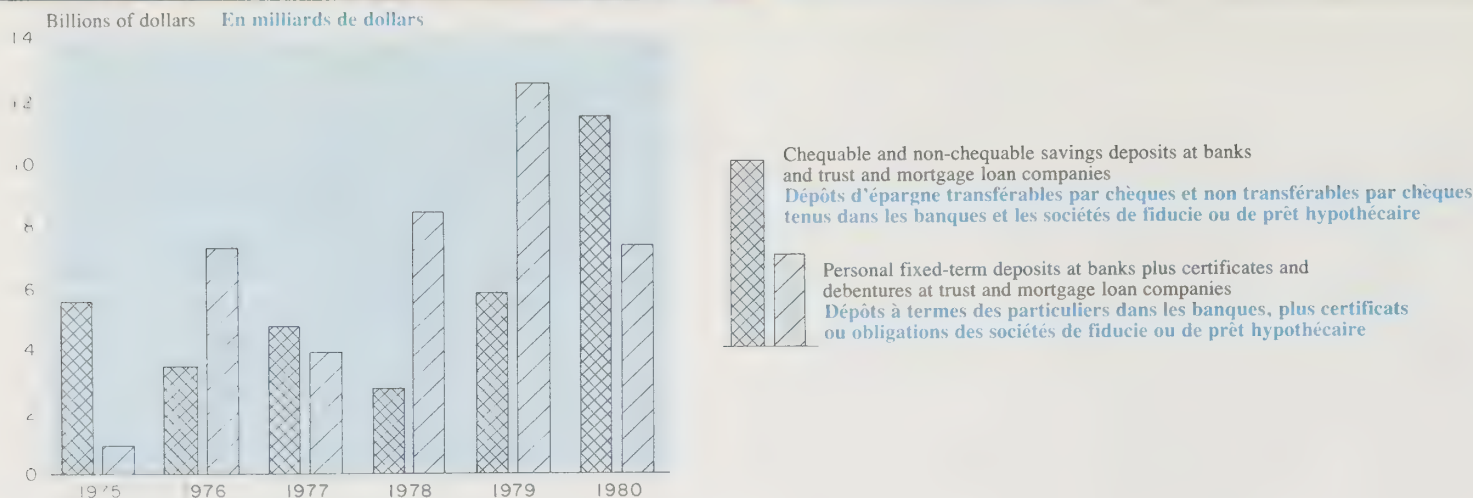 Billions of dollars En milliards de dollars
14
12
10
8
6
4
2
0
1975 1976 1977 1978 1979 1980
Chequable and non-chequable savings deposits at banks
and trust and mortgage loan companies
Dépôts d'épargne transférables par chèques et non transférables par chèques
tenus dans les banques et les sociétés de fiducie ou de prêt hypothécaire
Personal fixed-term deposits at banks plus certificates and
debentures at trust and mortgage loan companies
Dépôts à termes des particuliers dans les banques, plus certificats
ou obligations des sociétés de fiducie ou de prêt hypothécaire